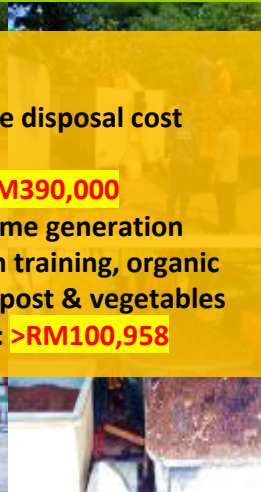 e disposal cost
M390,000
me generation
n training, organic
post & vegetables
: >RM100,958